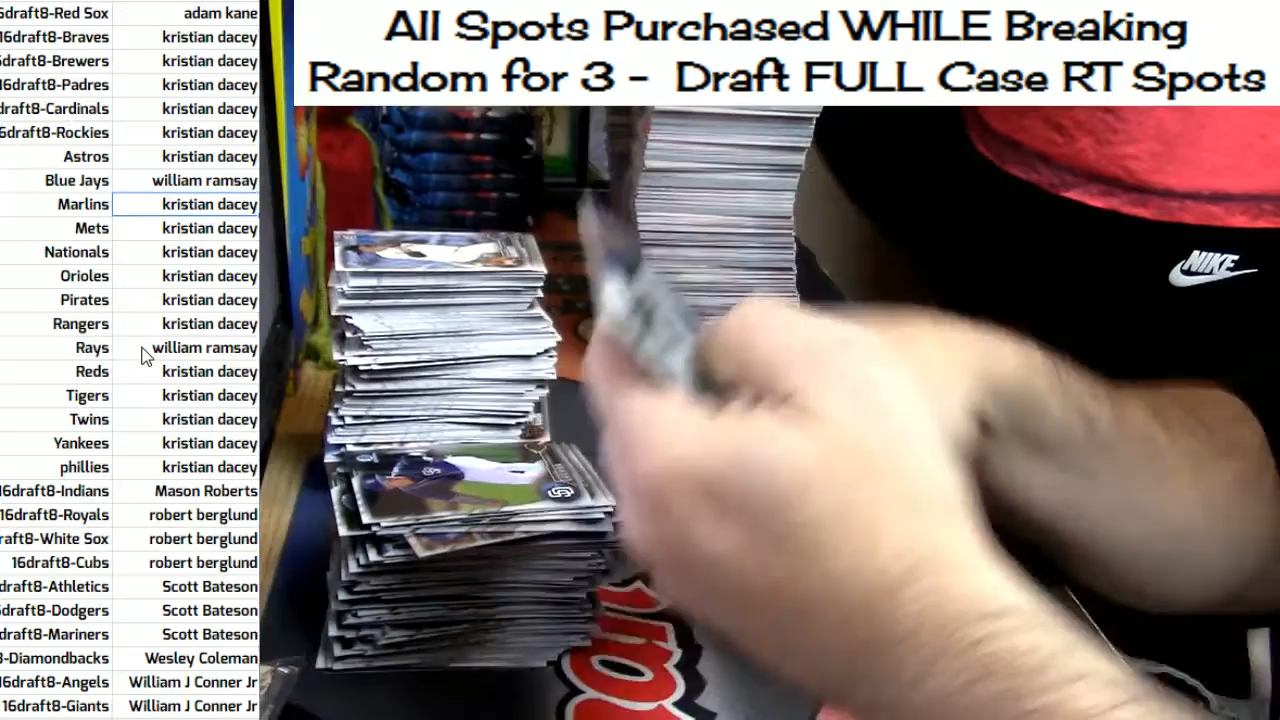 All Spots Purchased WHILE Breaking
Random for 3 - Draft FULL Case RT Spots
6draft8-Red Sox adam kane
16draft8-Braves kristian dacey
6draft8-Brewers kristian dacey
16draft8-Padres kristian dacey
draft8-Cardinals kristian dacey
6draft8-Rockies kristian dacey
Astros kristian dacey
Blue Jays william ramsay
Marlins kristian dacey
Mets kristian dacey
Nationals kristian dacey
Orioles kristian dacey
Pirates kristian dacey
Rangers kristian dacey
Rays william ramsay
Reds kristian dacey
Tigers kristian dacey
Twins kristian dacey
Yankees kristian dacey
phillies kristian dacey
16draft8-Indians Mason Roberts
16draft8-Royals robert berglund
raft8-White Sox robert berglund
16draft8-Cubs robert berglund
draft8-Athletics Scott Bateson
6draft8-Dodgers Scott Bateson
draft8-Mariners Scott Bateson
8-Diamondbacks Wesley Coleman
16draft8-Angels William J Conner Jr
16draft8-Giants William J Conner Jr
NIKE